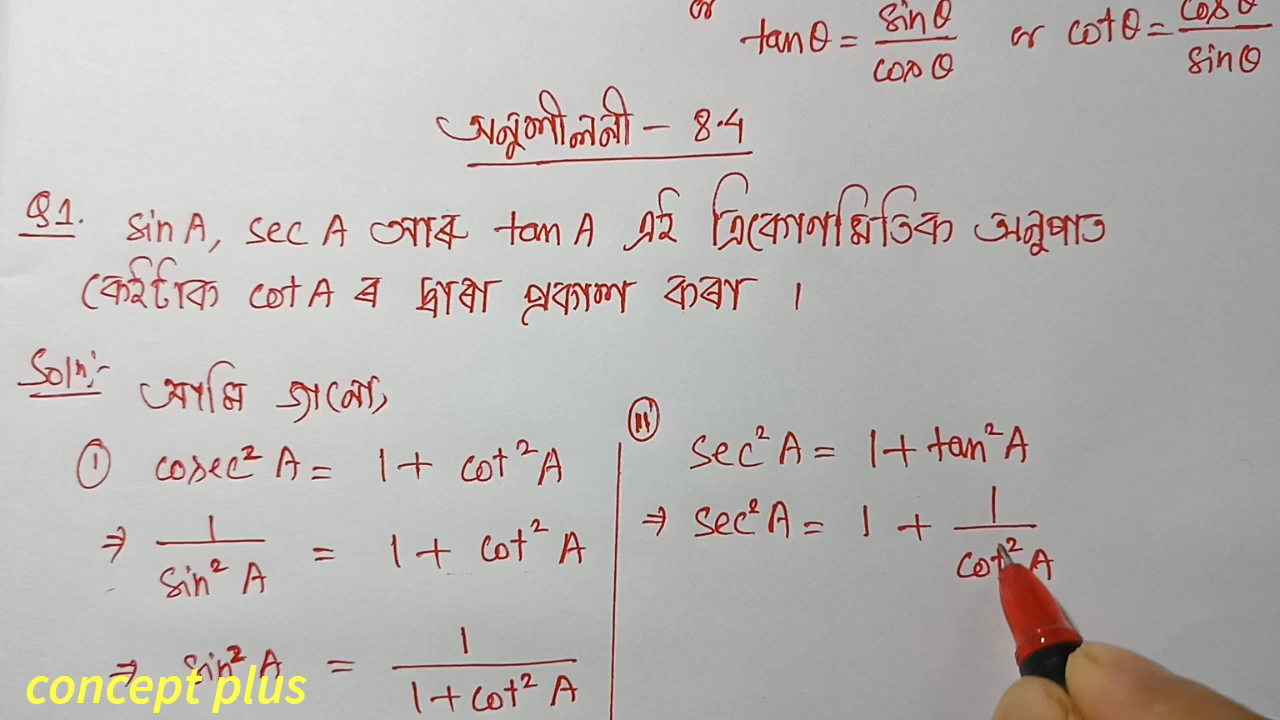 or
tanθ = sinθ/cosθ or cotθ = cosθ/sinθ
অনুশীলনী - 8.4
Q1. sin A, sec A আৰু tan A এই ত্ৰিকোণমিতিক অনুপাত
কেইটাক cot A ৰ দ্বাৰা প্ৰকাশ কৰা ।
Soln:- আমি জানো,
(i) cosec² A = 1 + cot² A
⇒ 1/sin² A = 1 + cot² A
⇒ sin² A = 1/(1 + cot² A)
(ii) sec² A = 1 + tan² A
⇒ sec² A = 1 + 1/cot² A
concept plus